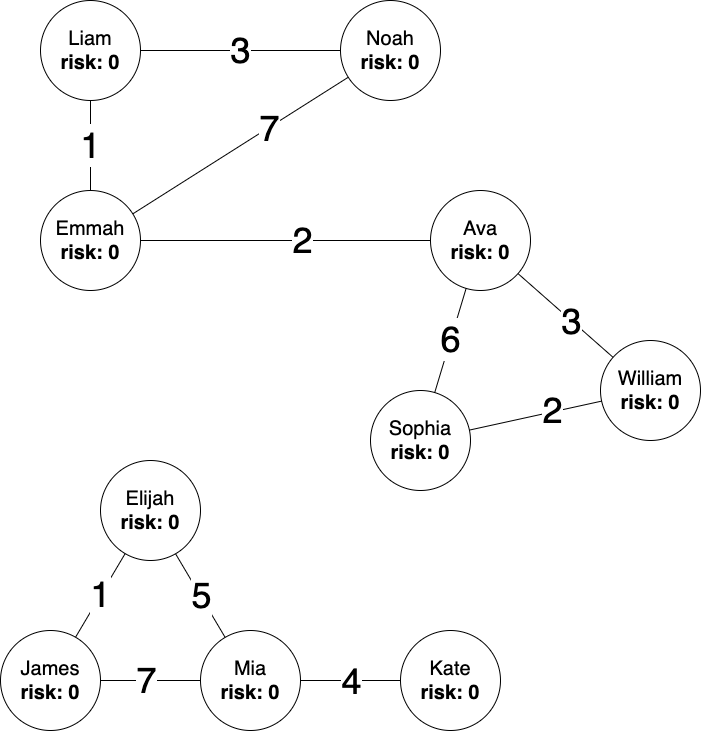 Liam
risk: 0
3
Noah
risk: 0
7
1
Emmah
risk: 0
2
Ava
risk: 0
6
3
William
risk: 0
2
Sophia
risk: 0
Elijah
risk: 0
1
5
James
risk: 0
7
Mia
risk: 0
4
Kate
risk: 0